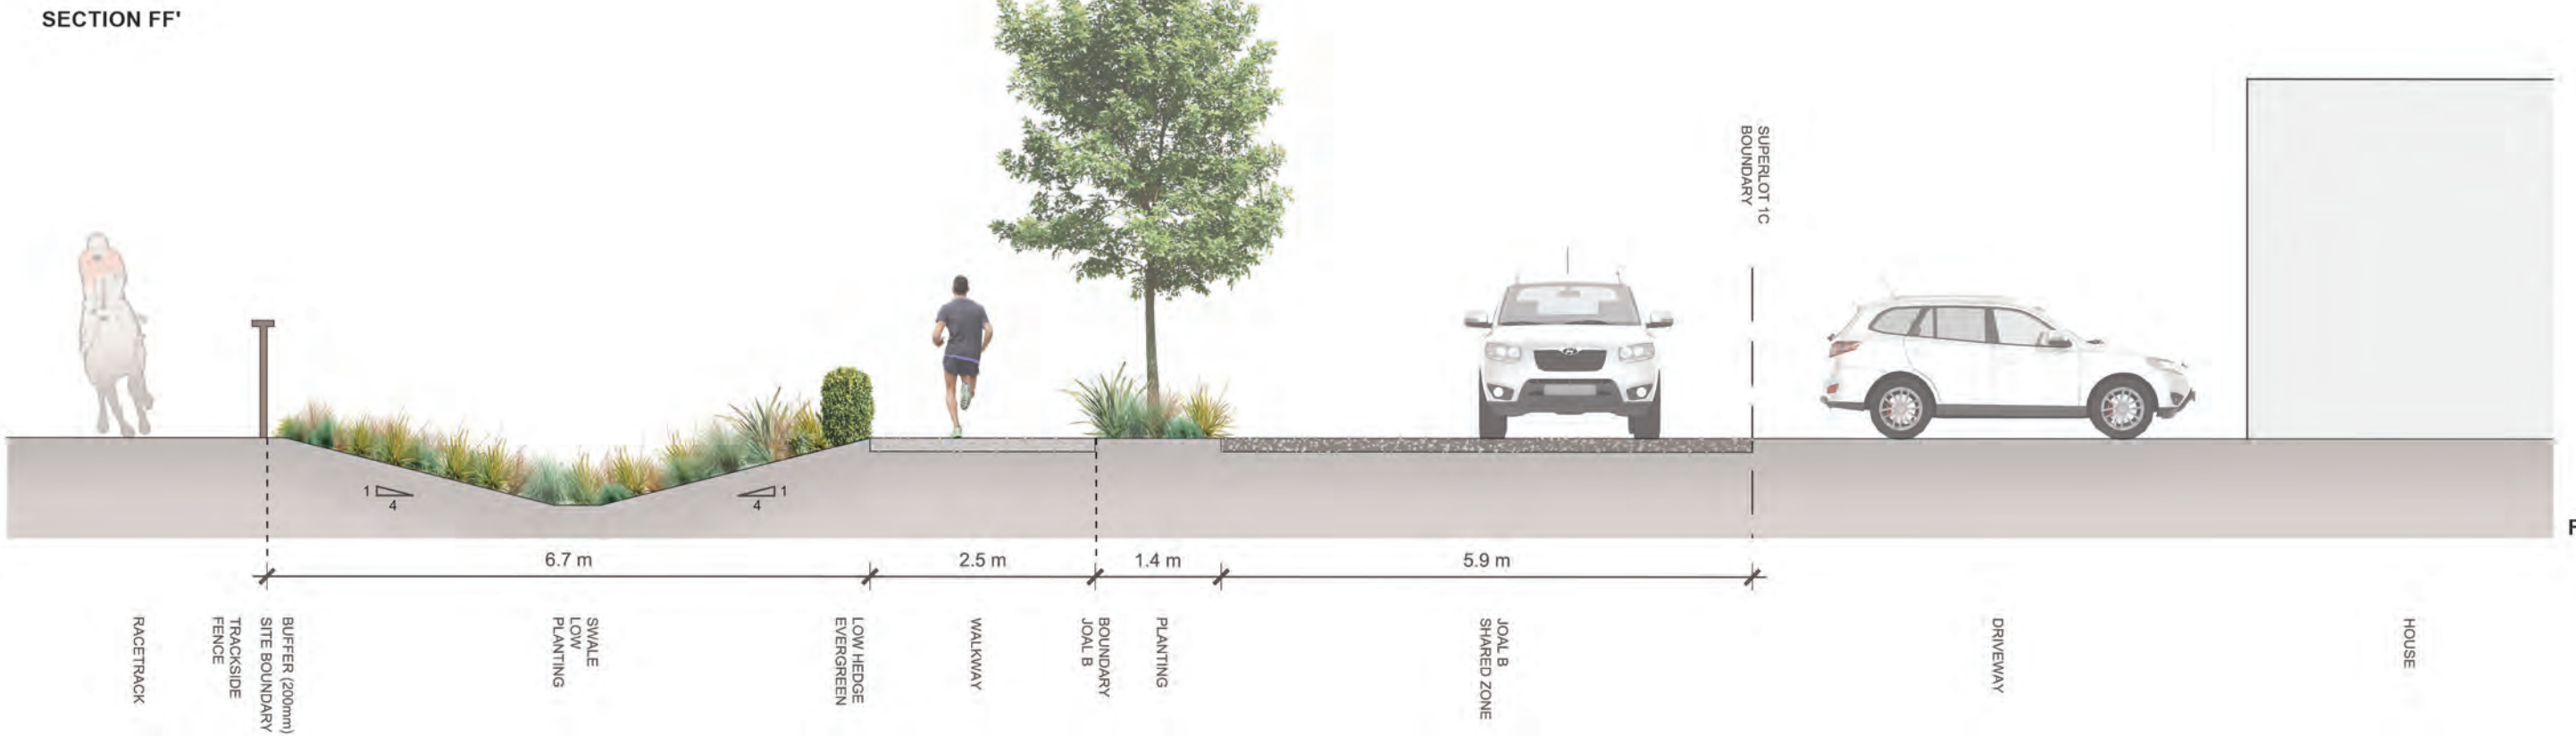 SECTION FF'
SUPERLOT 1C
BOUNDARY
1
4
1
4
F
6.7 m
2.5 m
1.4 m
5.9 m
RACETRACK
TRACKSIDE
FENCE
BUFFER (200mm)
SITE BOUNDARY
SWALE
LOW
PLANTING
LOW HEDGE
EVERGREEN
WALKWAY
BOUNDARY
JOAL B
PLANTING
JOAL B
SHARED ZONE
DRIVEWAY
HOUSE